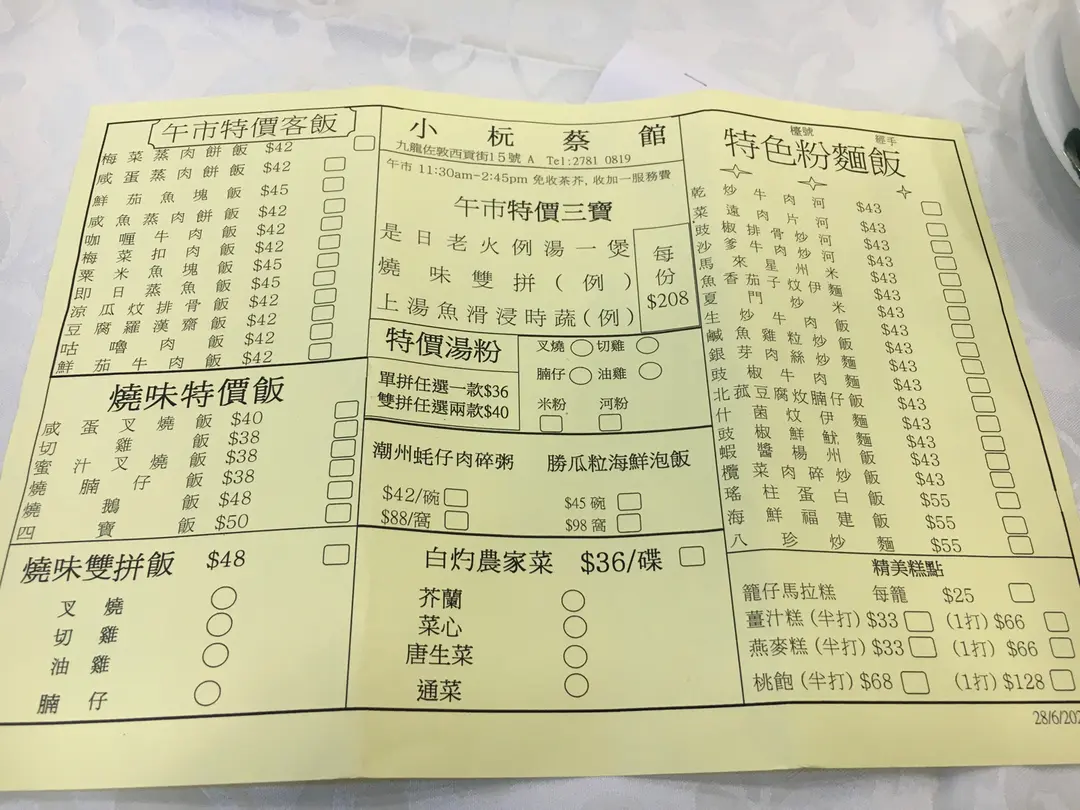 午市特價客飯
梅菜蒸肉餅飯 $42
咸蛋蒸肉餅飯 $42
鮮茄魚塊飯 $45
咸魚蒸肉餅飯 $42
咖喱牛肉飯 $42
梅菜扣肉飯 $42
粟米魚塊飯 $45
即日蒸魚飯 $45
涼瓜炆排骨飯 $42
豆腐羅漢齋飯 $42
咕嚕肉飯 $42
鮮茄牛肉飯 $42
燒味特價飯
咸蛋叉燒飯 $40
切雞飯 $38
蜜汁叉燒飯 $38
燒腩仔飯 $38
燒鵝飯 $48
四寶飯 $50
燒味雙拼飯 $48
叉燒
切雞
油雞
腩仔
小杬蔡館
九龍佐敦西貢街15號 A Tel:2781 0819
午市 11:30am-2:45pm 免收茶芥, 收加一服務費
午市特價三寶
是日老火例湯一煲
燒味雙拼(例)
上湯魚滑浸時蔬(例)
每份 $208
特價湯粉
單拼任選一款$36
雙拼任選兩款$40
叉燒 切雞
腩仔 油雞
米粉 河粉
潮州蚝仔肉碎粥 勝瓜粒海鮮泡飯
$42/碗 $45 碗
$88/窩 $98 窩
白灼農家菜 $36/碟
芥蘭
菜心
唐生菜
通菜
檯號 經手
特色粉麵飯
乾炒牛肉河 $43
菜遠肉片河 $43
豉椒排骨炒河 $43
沙爹牛肉炒河 $43
馬來星州米 $43
魚香茄子炆伊麵 $43
夏門炒米 $43
生炒牛肉飯 $43
鹹魚雞粒炒飯 $43
銀芽肉絲炒麵 $43
豉椒牛肉麵 $43
北菰豆腐炆腩仔飯 $43
什菌炆伊麵 $43
豉椒鮮魷麵 $43
蝦醬楊州飯 $43
欖菜肉碎炒飯 $43
瑤柱蛋白飯 $55
海鮮福建飯 $55
八珍炒麵 $55
精美糕點
籠仔馬拉糕 每籠 $25
薑汁糕 (半打) $33 (1打) $66
燕麥糕 (半打) $33 (1打) $66
桃飽 (半打) $68 (1打) $128
28/6/202